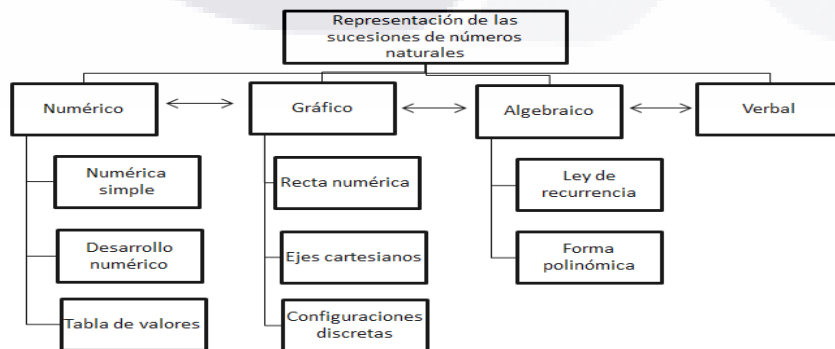 Representación de las
sucesiones de números
naturales
Numérico
Gráfico
Algebraico
Verbal
Numérica
simple
Recta numérica
Ley de
recurrencia
Desarrollo
numérico
Ejes cartesianos
Forma
polinómica
Tabla de valores
Configuraciones
discretas